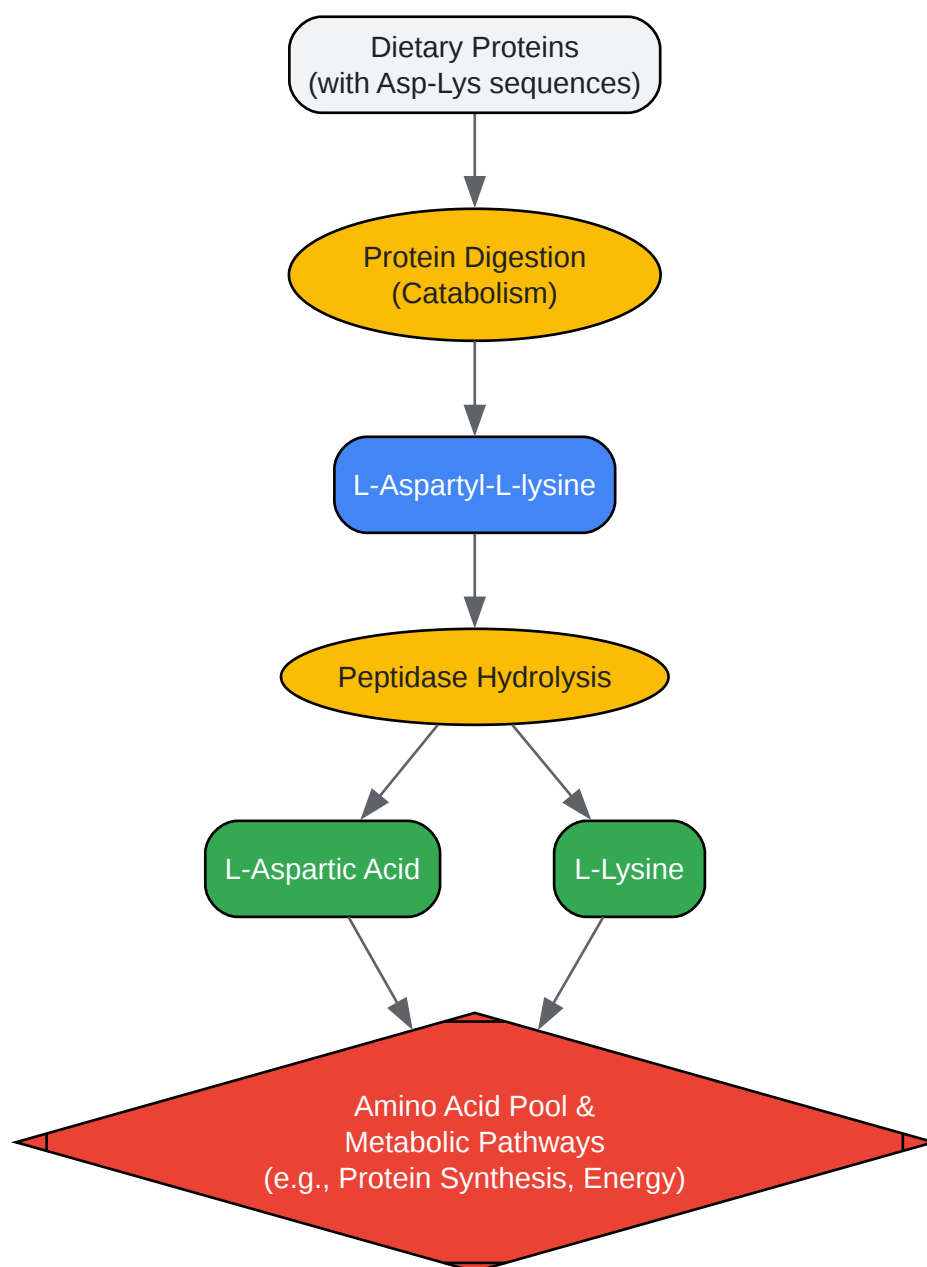 Dietary Proteins
(with Asp-Lys sequences)
Protein Digestion
(Catabolism)
L-Aspartyl-L-lysine
Peptidase Hydrolysis
L-Aspartic Acid
L-Lysine
Amino Acid Pool &
Metabolic Pathways
(e.g., Protein Synthesis, Energy)